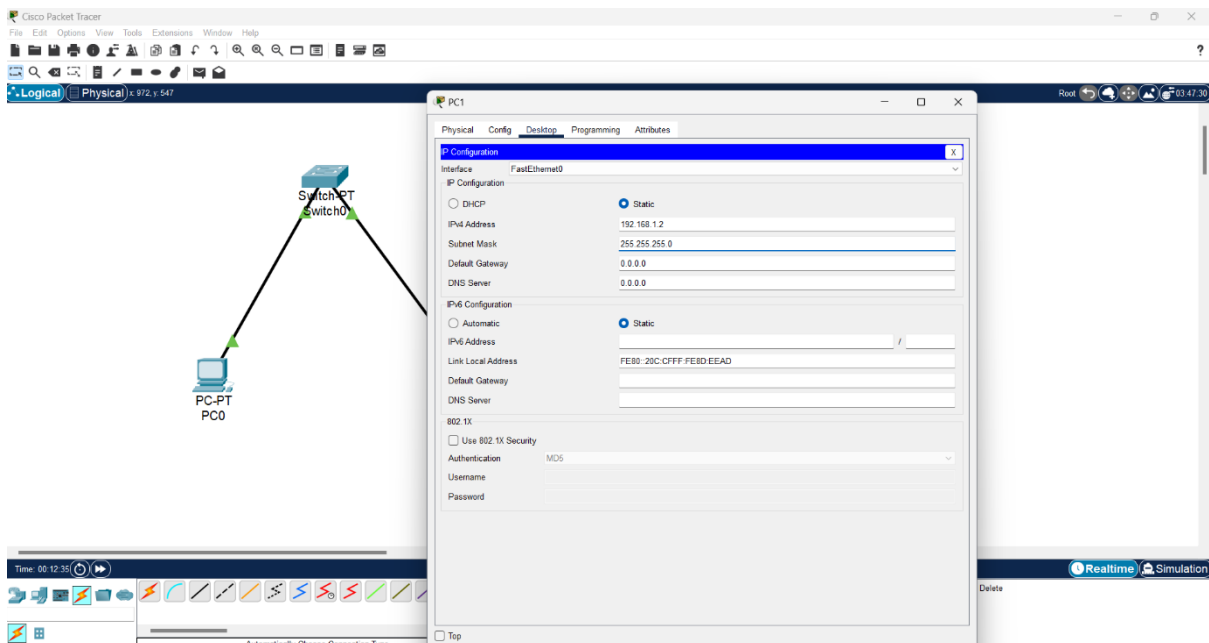 Cisco Packet Tracer
File Edit Options View Tools Extensions Window Help
?
Logical Physical x: 972, y: 547
Root 03:47:30
PC1
Physical Config Desktop Programming Attributes
IP Configuration X
Interface FastEthernet0
IP Configuration
DHCP Static
IPv4 Address 192.168.1.2
Subnet Mask 255.255.255.0
Default Gateway 0.0.0.0
DNS Server 0.0.0.0
IPv6 Configuration
Automatic Static
IPv6 Address /
Link Local Address FE80::20C:CFFF:FE8D:EEAD
Default Gateway
DNS Server
802.1X
Use 802.1X Security
Authentication MD5
Username
Password
Top
Switch-PT
Switch0
PC-PT
PC0
Time: 00:12:35
Realtime Simulation
Delete